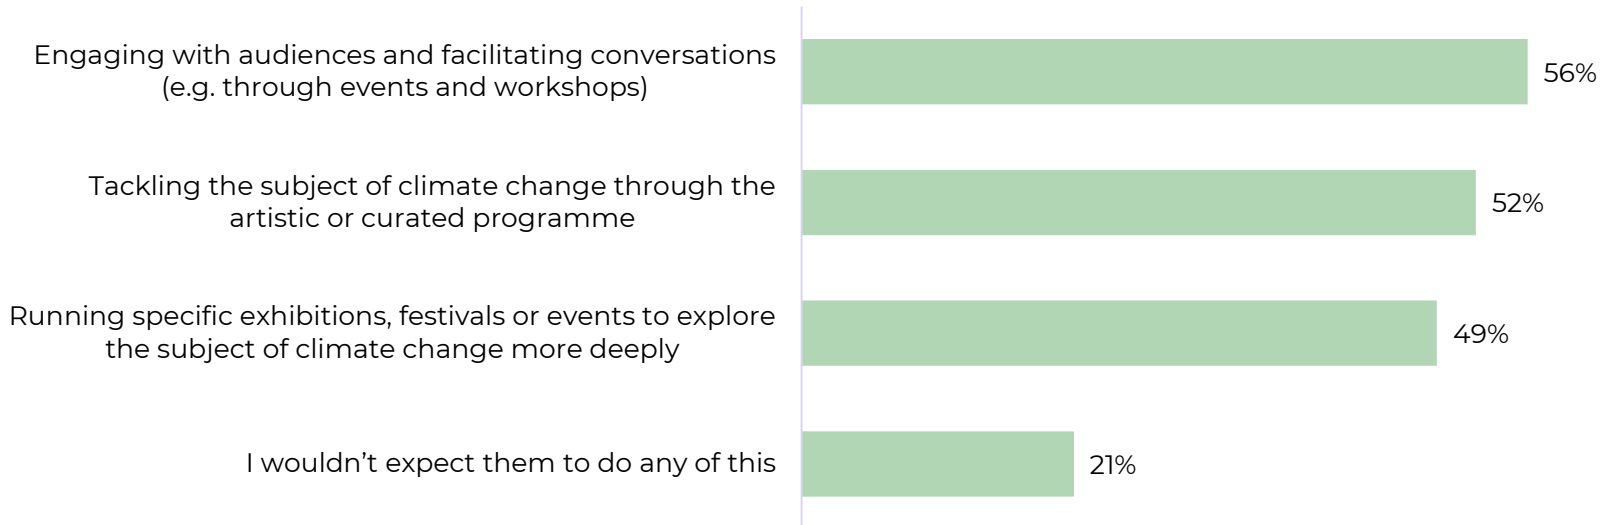 Engaging with audiences and facilitating conversations
(e.g. through events and workshops)
56%
Tackling the subject of climate change through the
artistic or curated programme
52%
Running specific exhibitions, festivals or events to explore
the subject of climate change more deeply
49%
I wouldn’t expect them to do any of this
21%